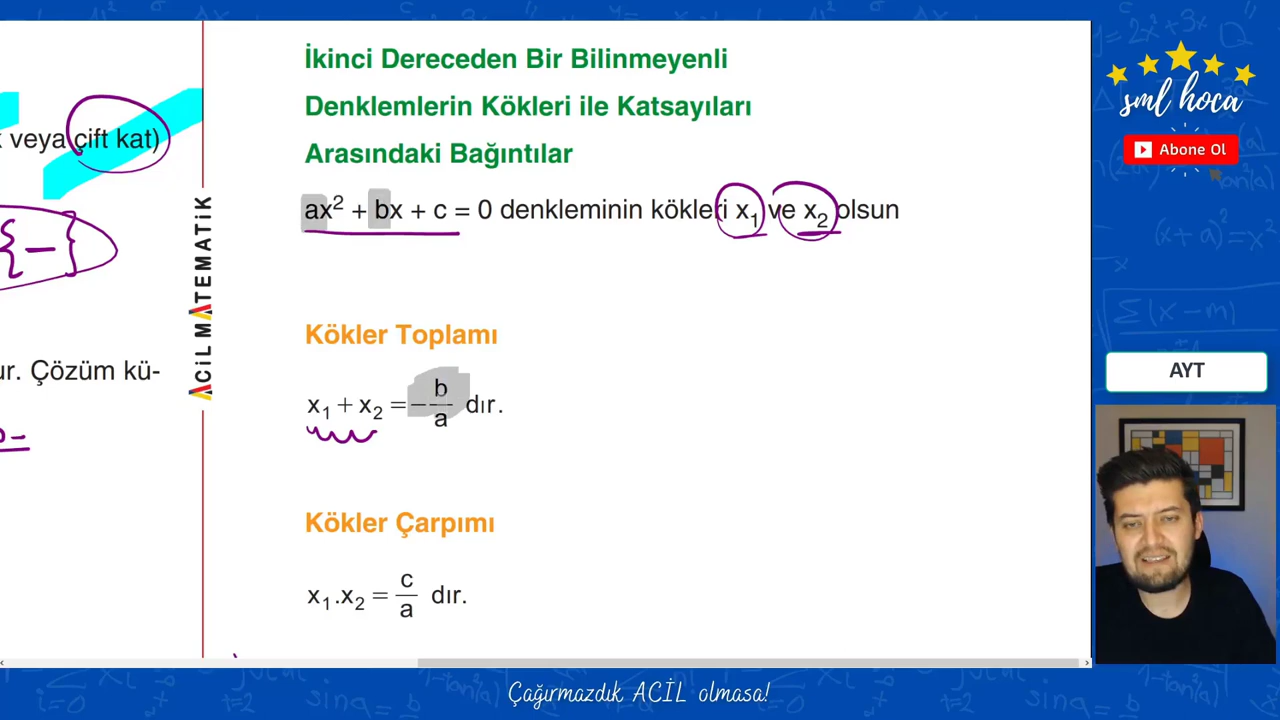 İkinci Dereceden Bir Bilinmeyenli
Denklemlerin Kökleri ile Katsayıları
Arasındaki Bağıntılar
veya çift kat)
ax² + bx + c = 0 denkleminin kökleri x₁ ve x₂ olsun
ACİL MATEMATİK
Kökler Toplamı
ur. Çözüm kü-
x₁ + x₂ = -b/a dır.
Kökler Çarpımı
x₁.x₂ = c/a dır.
sml hoca
Abone Ol
(x + a)² = x²
AYT
Çağırmazdık ACİL olmasa!